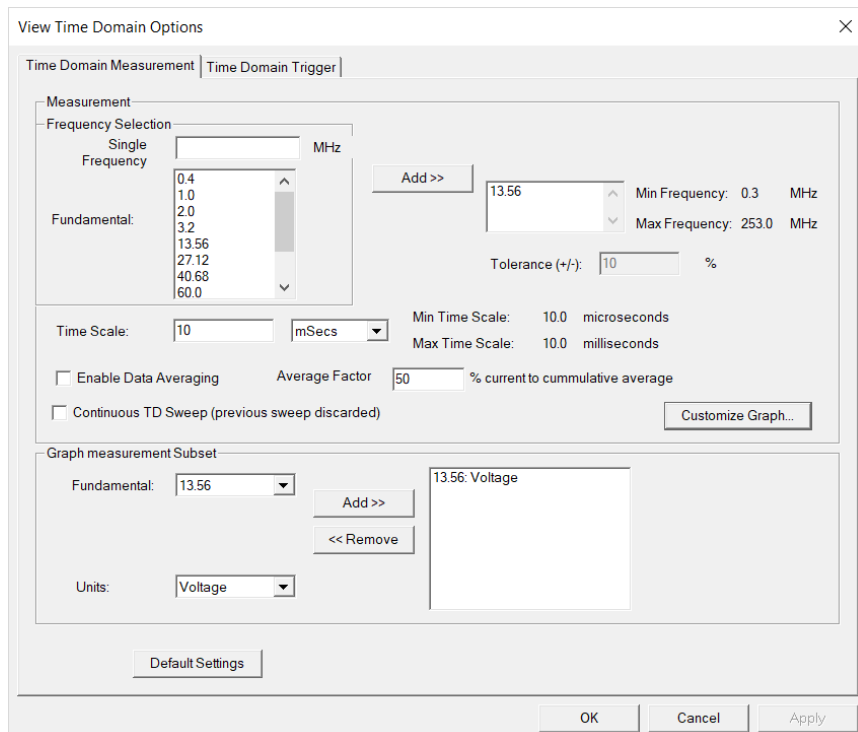 View Time Domain Options
Time Domain Measurement
Time Domain Trigger
Measurement
Frequency Selection
Single Frequency
MHz
Fundamental:
0.4
1.0
2.0
3.2
13.56
27.12
40.68
60.0
Add >>
13.56
Min Frequency: 0.3 MHz
Max Frequency: 253.0 MHz
Tolerance (+/-): 10 %
Time Scale: 10 mSecs
Min Time Scale: 10.0 microseconds
Max Time Scale: 10.0 milliseconds
Enable Data Averaging
Average Factor 50 % current to cummulative average
Continuous TD Sweep (previous sweep discarded)
Customize Graph...
Graph measurement Subset
Fundamental: 13.56
Add >>
<< Remove
13.56: Voltage
Units: Voltage
Default Settings
OK
Cancel
Apply